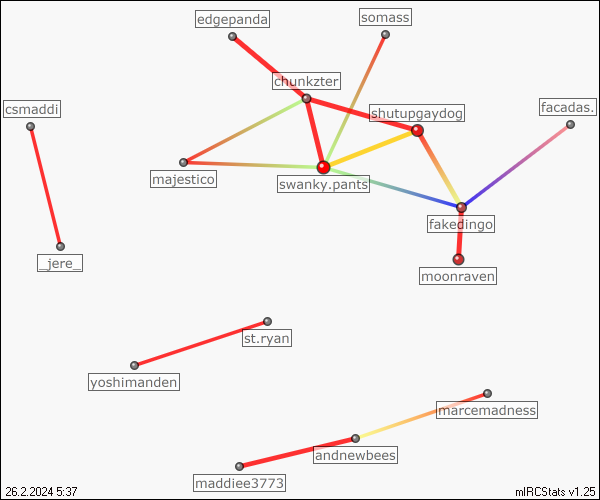 edgepanda
somass
chunkzter
csmaddi
shutupgaydog
facadas.
majestico
swanky.pants
fakedingo
_jere_
moonraven
st.ryan
yoshimanden
marcemadness
andnewbees
maddiee3773
26.2.2024 5:37
mIRCStats v1.25